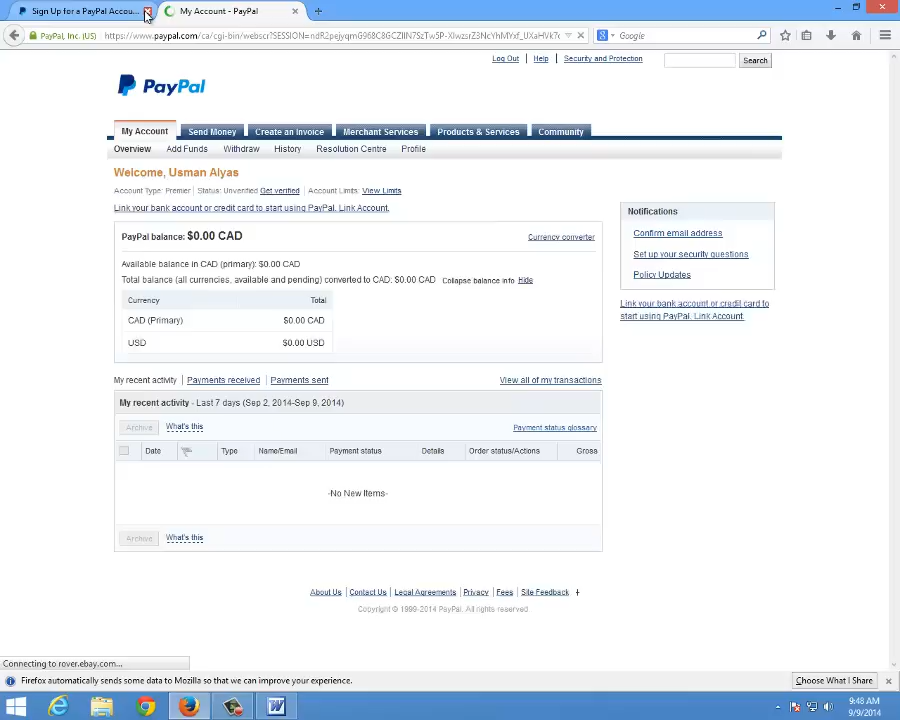 Sign Up for a PayPal Accou...
My Account - PayPal
PayPal, Inc. (US)
Google
Log Out
Help
Security and Protection
Search
PayPal
My Account
Send Money
Create an Invoice
Merchant Services
Products & Services
Community
Overview
Add Funds
Withdraw
History
Resolution Centre
Profile
Welcome, Usman Alyas
Account Type: Premier
Status: Unverified Get verified
Account Limits: View Limits
Link your bank account or credit card to start using PayPal. Link Account.
PayPal balance: $0.00 CAD
Currency converter
Available balance in CAD (primary): $0.00 CAD
Total balance (all currencies, available and pending) converted to CAD: $0.00 CAD
Collapse balance info Hide
Currency Total
CAD (Primary) $0.00 CAD
USD $0.00 USD
Notifications
Confirm email address
Set up your security questions
Policy Updates
Link your bank account or credit card to
start using PayPal. Link Account.
My recent activity
Payments received
Payments sent
View all of my transactions
My recent activity - Last 7 days (Sep 2, 2014-Sep 9, 2014)
Archive
What's this
Payment status glossary
Date Type Name/Email Payment status Details Order status/Actions Gross
-No New Items-
Archive
What's this
About Us
Contact Us
Legal Agreements
Privacy
Fees
Site Feedback
Copyright © 1999-2014 PayPal. All rights reserved.
Connecting to rover.ebay.com...
Firefox automatically sends some data to Mozilla so that we can improve your experience.
Choose What I Share
9:48 AM
9/9/2014